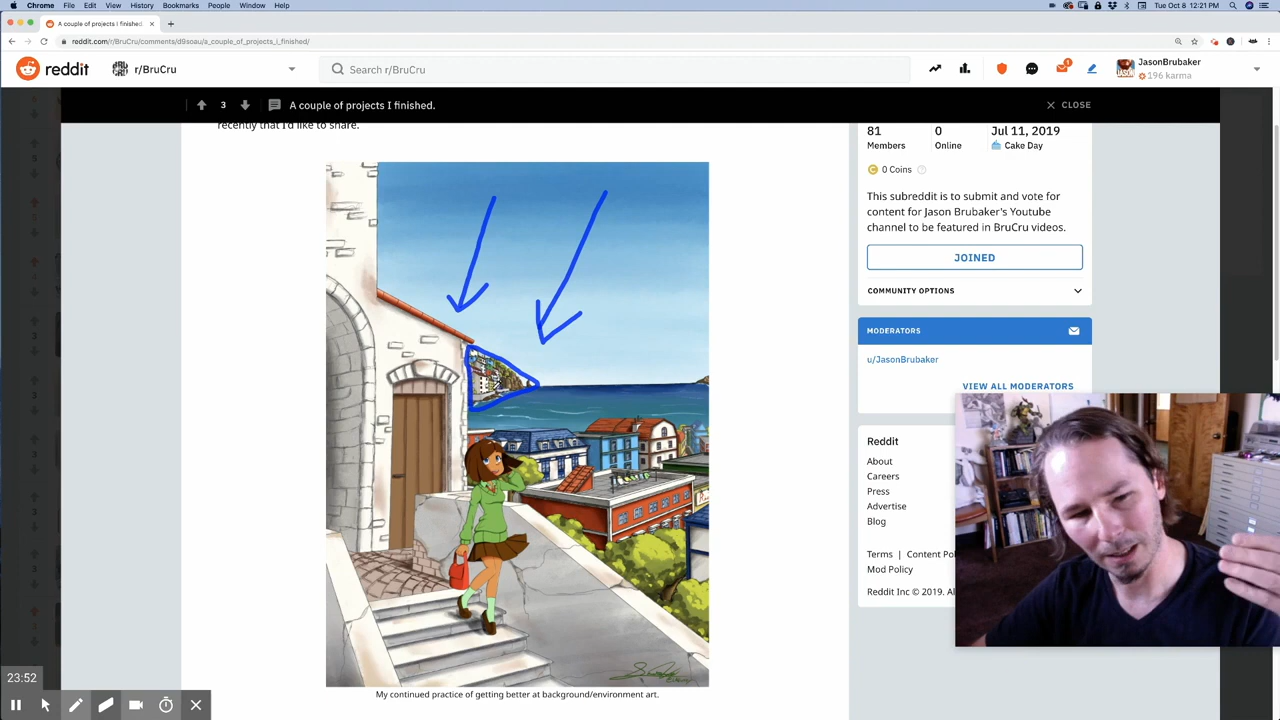 Chrome File Edit View History Bookmarks People Window Help
Tue Oct 8 12:21 PM
A couple of projects I finished.
reddit.com/r/BruCru/comments/d9soau/a_couple_of_projects_i_finished/
reddit
r/BruCru
Search r/BruCru
1
JasonBrubaker
196 karma
3
A couple of projects I finished.
CLOSE
recently that I'd like to share.
81
0
Jul 11, 2019
Members
Online
Cake Day
0 Coins
This subreddit is to submit and vote for
content for Jason Brubaker's Youtube
channel to be featured in BruCru videos.
JOINED
COMMUNITY OPTIONS
MODERATORS
u/JasonBrubaker
VIEW ALL MODERATORS
Reddit
About
Careers
Press
Advertise
Blog
Terms | Content Po
Mod Policy
Reddit Inc © 2019. Al
My continued practice of getting better at background/environment art.
23:52